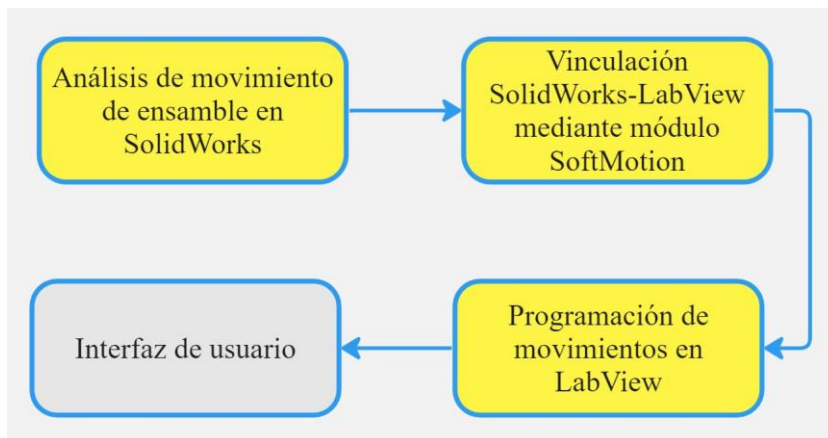 Análisis de movimiento
de ensamble en
SolidWorks
Vinculación
SolidWorks-LabView
mediante módulo
SoftMotion
Programación de
movimientos en
LabView
Interfaz de usuario